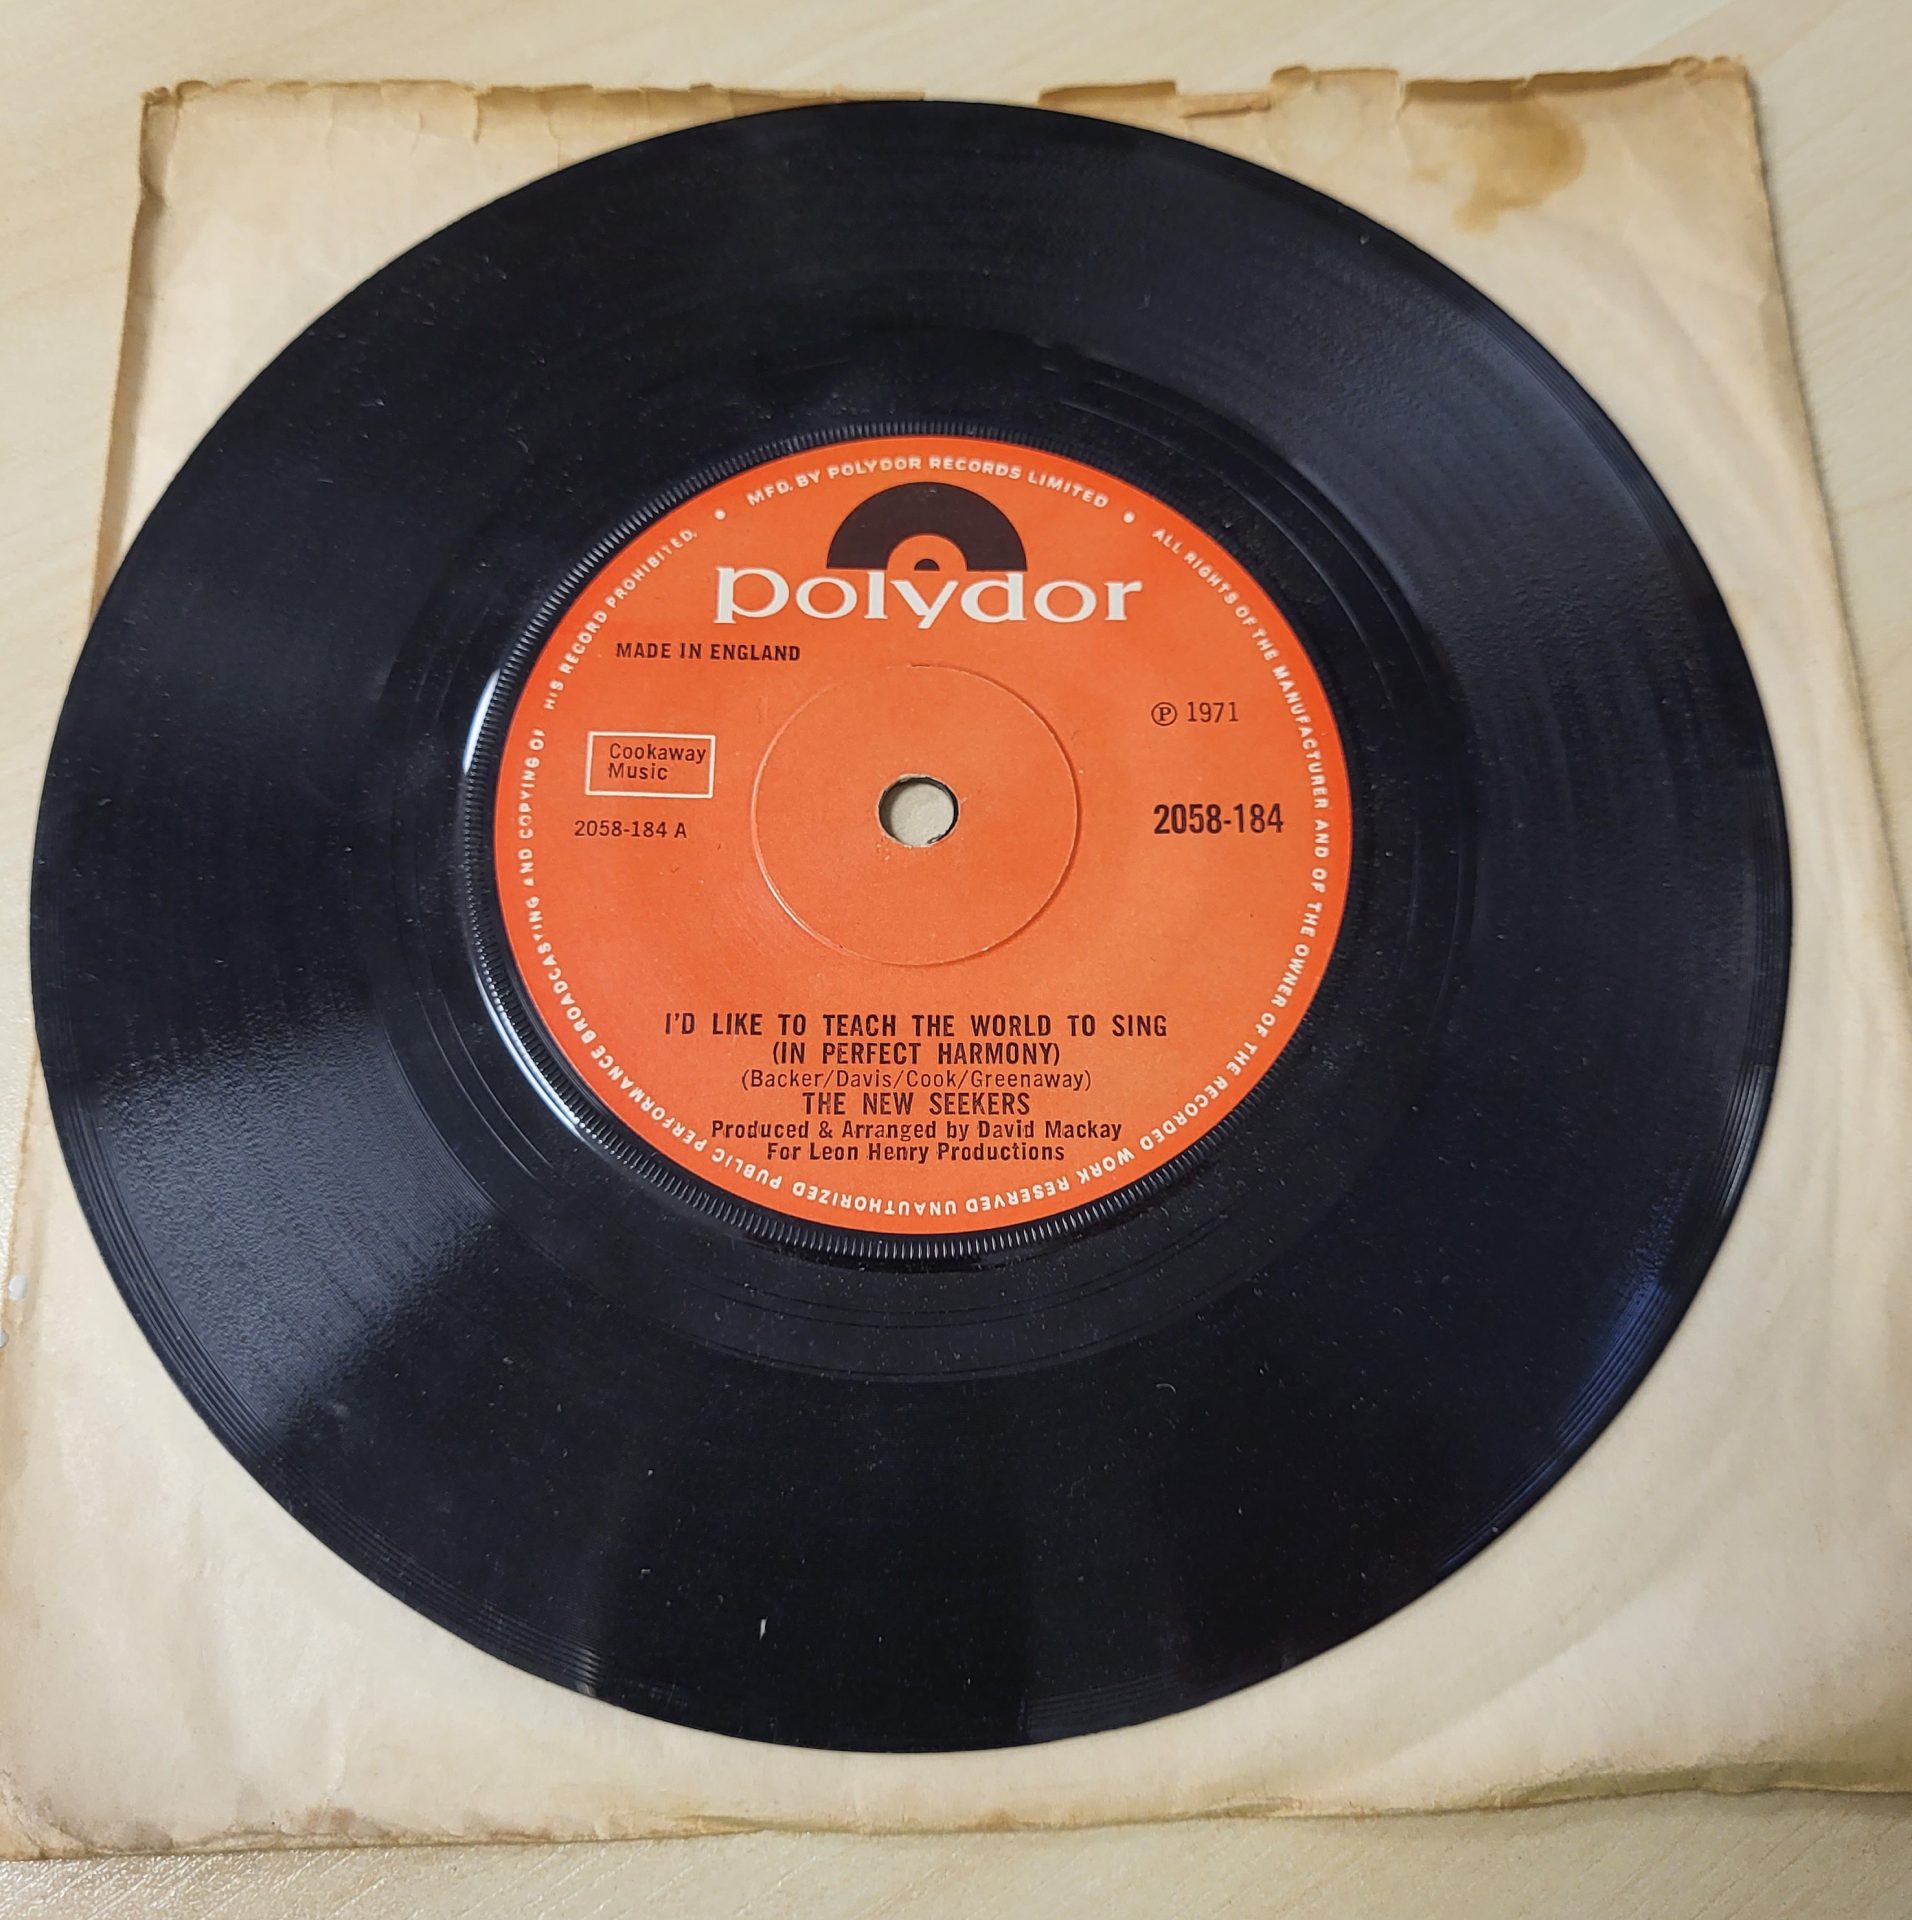 MFD. BY POLYDOR RECORDS LIMITED • ALL RIGHTS OF THE MANUFACTURER AND OF THE OWNER OF THE RECORDED WORK RESERVED UNAUTHORIZED PUBLIC PERFORMANCE BROADCASTING AND COPYING OF HIS RECORD PROHIBITED. •
polydor
MADE IN ENGLAND
℗ 1971
Cookaway
Music
2058-184 A
2058-184
I'D LIKE TO TEACH THE WORLD TO SING
(IN PERFECT HARMONY)
(Backer/Davis/Cook/Greenaway)
THE NEW SEEKERS
Produced & Arranged by David Mackay
For Leon Henry Productions